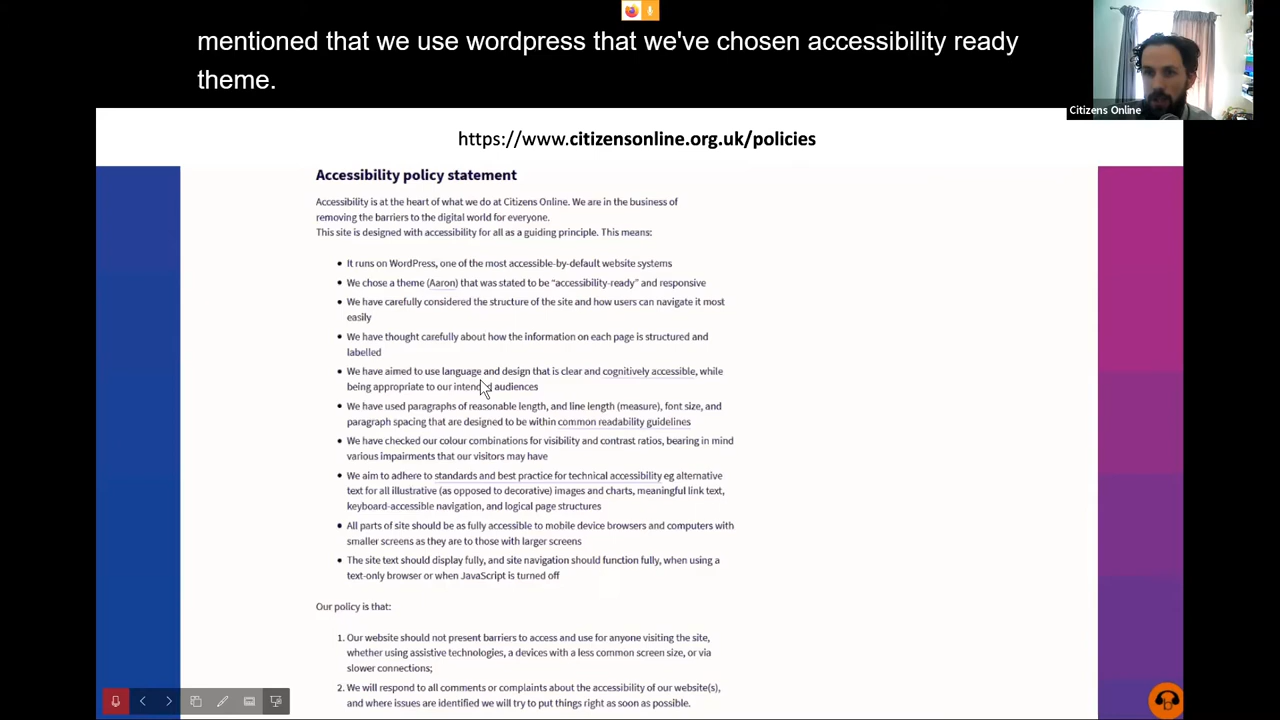 mentioned that we use wordpress that we've chosen accessibility ready
theme.
Citizens Online
https://www.citizensonline.org.uk/policies
Accessibility policy statement
Accessibility is at the heart of what we do at Citizens Online. We are in the business of
removing the barriers to the digital world for everyone.
This site is designed with accessibility for all as a guiding principle. This means:
• It runs on WordPress, one of the most accessible-by-default website systems
• We chose a theme (Aaron) that was stated to be “accessibility-ready” and responsive
• We have carefully considered the structure of the site and how users can navigate it most
easily
• We have thought carefully about how the information on each page is structured and
labelled
• We have aimed to use language and design that is clear and cognitively accessible, while
being appropriate to our intended audiences
• We have used paragraphs of reasonable length, and line length (measure), font size, and
paragraph spacing that are designed to be within common readability guidelines
• We have checked our colour combinations for visibility and contrast ratios, bearing in mind
various impairments that our visitors may have
• We aim to adhere to standards and best practice for technical accessibility eg alternative
text for all illustrative (as opposed to decorative) images and charts, meaningful link text,
keyboard-accessible navigation, and logical page structures
• All parts of site should be as fully accessible to mobile device browsers and computers with
smaller screens as they are to those with larger screens
• The site text should display fully, and site navigation should function fully, when using a
text-only browser or when JavaScript is turned off
Our policy is that:
1. Our website should not present barriers to access and use for anyone visiting the site,
whether using assistive technologies, a devices with a less common screen size, or via
slower connections;
2. We will respond to all comments or complaints about the accessibility of our website(s),
and where issues are identified we will try to put things right as soon as possible.